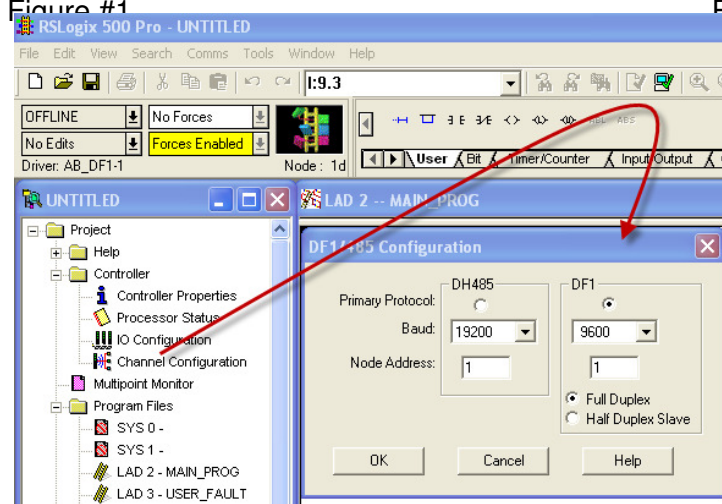 Figure #1
RSLogix 500 Pro - UNTITLED
File Edit View Search Comms Tools Window Help
I:9.3
OFFLINE No Forces
No Edits Forces Enabled
Driver: AB_DF1-1 Node : 1d
ABL ABS
User Bit Timer/Counter Input/Output
UNTITLED
LAD 2 -- MAIN_PROG
Project
Help
Controller
Controller Properties
Processor Status
IO Configuration
Channel Configuration
Multipoint Monitor
Program Files
SYS 0 -
SYS 1 -
LAD 2 - MAIN_PROG
LAD 3 - USER_FAULT
DF1/485 Configuration
DH485 DF1
Primary Protocol:
Baud: 19200 9600
Node Address: 1 1
Full Duplex
Half Duplex Slave
OK Cancel Help